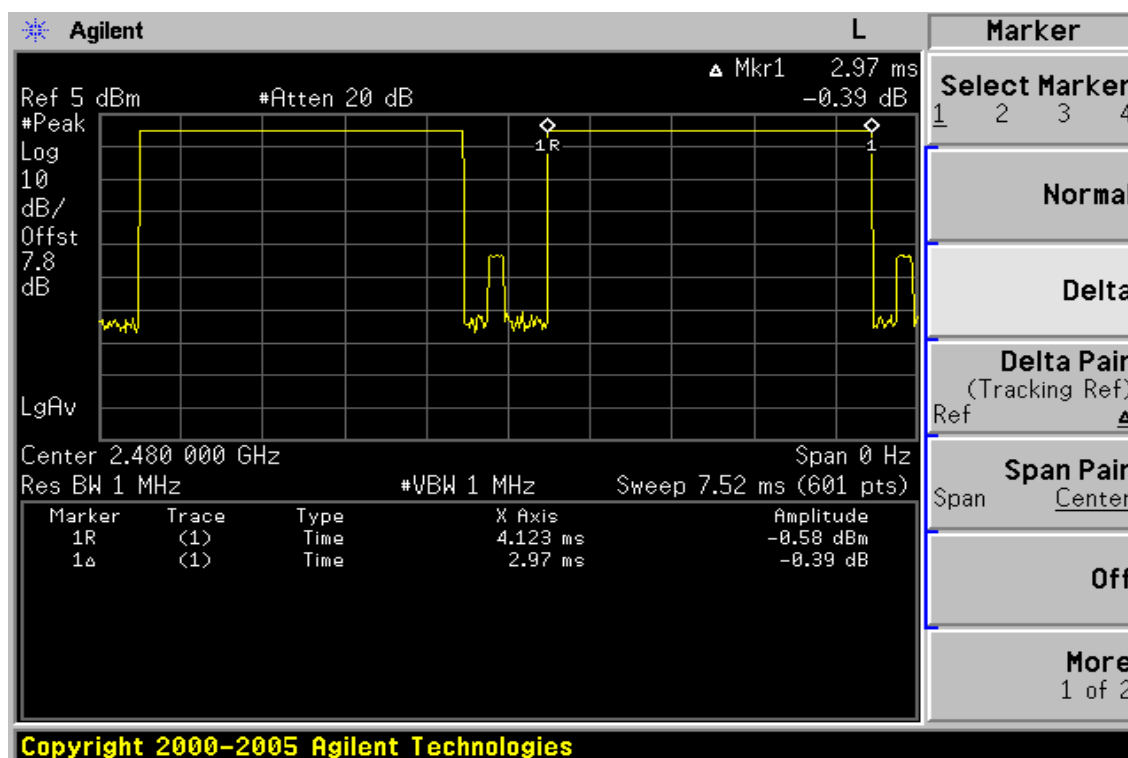 Agilent L
Δ Mkr1 2.97 ms
Ref 5 dBm #Atten 20 dB -0.39 dB
#Peak
Log
10
dB/
Offst
7.8
dB
1R 1
LgAv
Center 2.480 000 GHz Span 0 Hz
Res BW 1 MHz #VBW 1 MHz Sweep 7.52 ms (601 pts)
Marker Trace Type X Axis Amplitude
1R (1) Time 4.123 ms -0.58 dBm
1Δ (1) Time 2.97 ms -0.39 dB
Marker
Select Marker
1 2 3 4
Normal
Delta
Delta Pair
(Tracking Ref)
Ref Δ
Span Pair
Span Center
Off
More
1 of 2
Copyright 2000-2005 Agilent Technologies